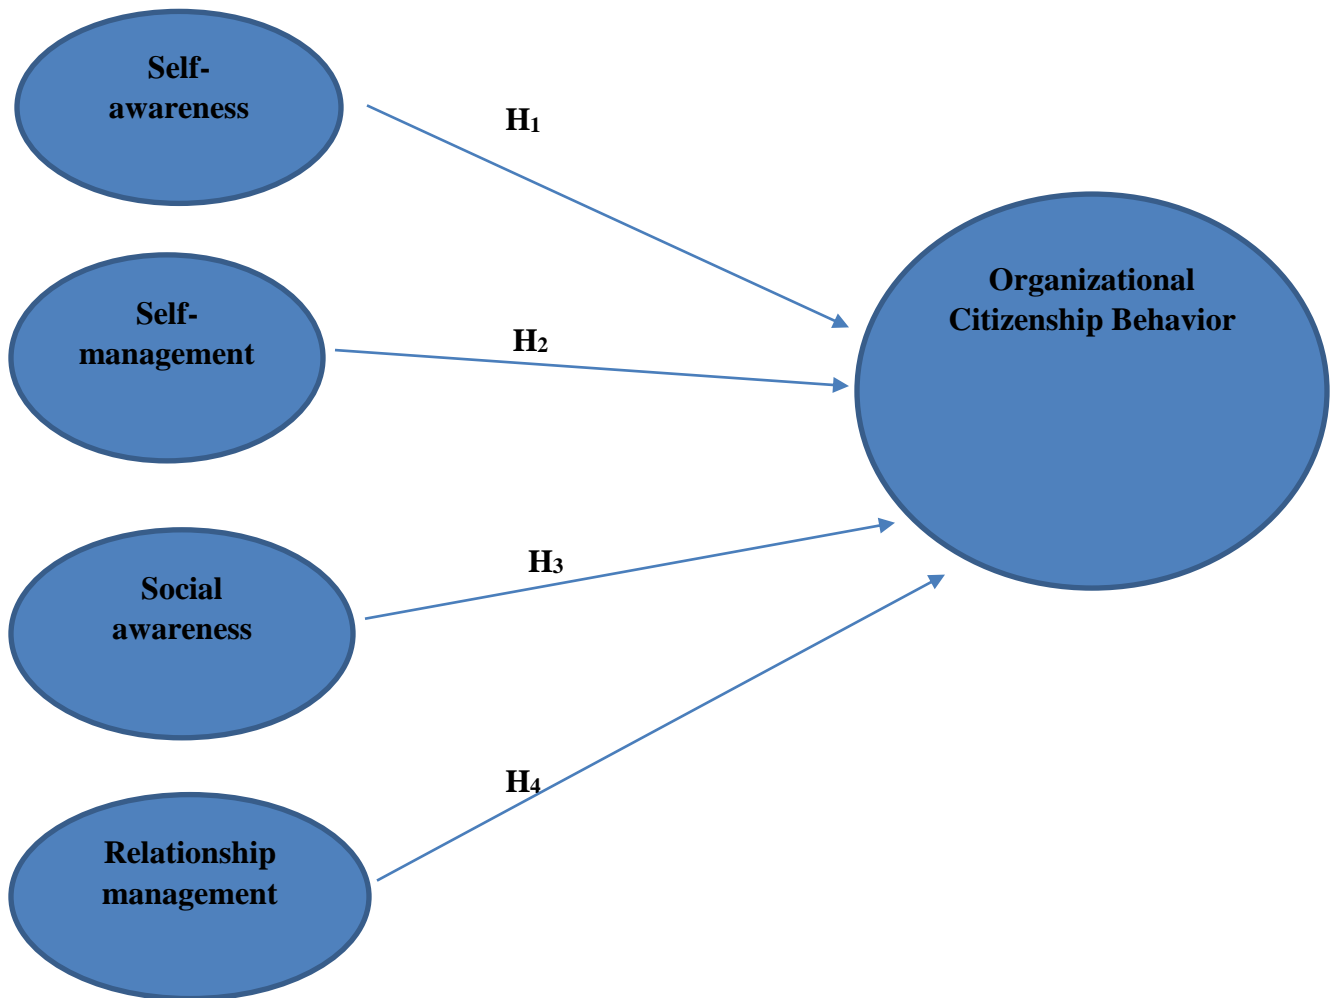 Self-
awareness
H₁
Organizational
Citizenship Behavior
Self-
management
H₂
Social
awareness
H₃
Relationship
management
H₄